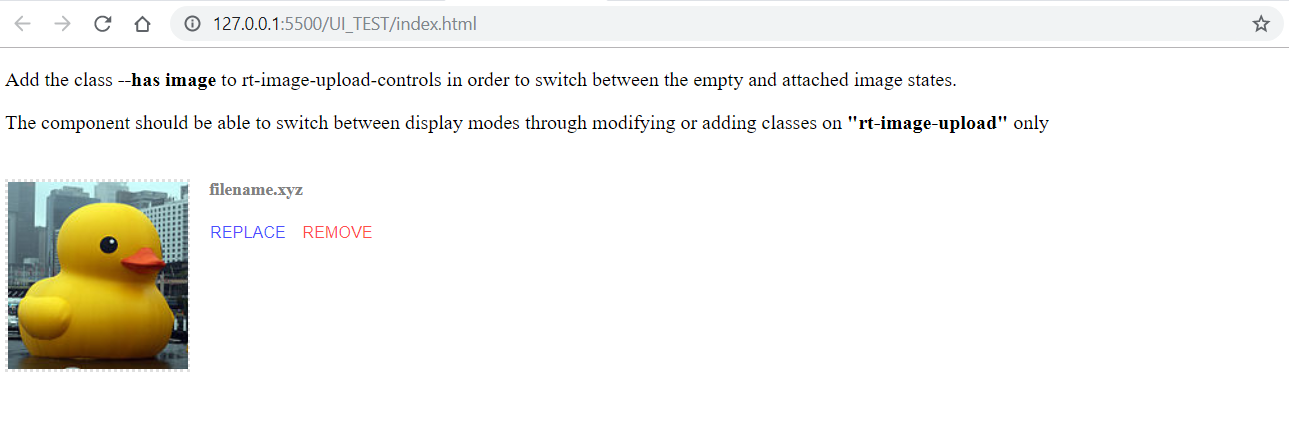 127.0.0.1:5500/UI_TEST/index.html
Add the class --has image to rt-image-upload-controls in order to switch between the empty and attached image states.
The component should be able to switch between display modes through modifying or adding classes on "rt-image-upload" only
filename.xyz
REPLACE REMOVE